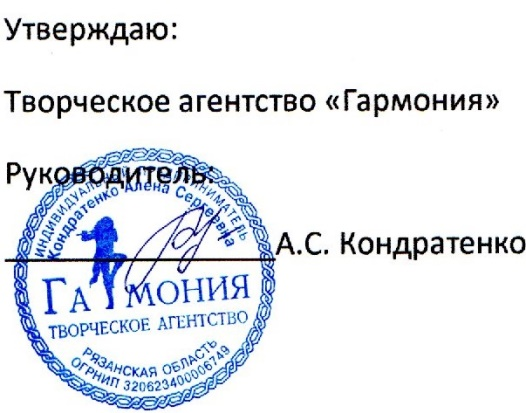 Утверждаю:
Творческое агентство «Гармония»
Руководитель:
А.С. Кондратенко
ИНДИВИДУАЛЬНЫЙ ПРЕДПРИНИМАТЕЛЬ
Кондратенко Алена Сергеевна
ГАРМОНИЯ
ТВОРЧЕСКОЕ АГЕНТСТВО
РЯЗАНСКАЯ ОБЛАСТЬ
ОГРНИП 320623400006749